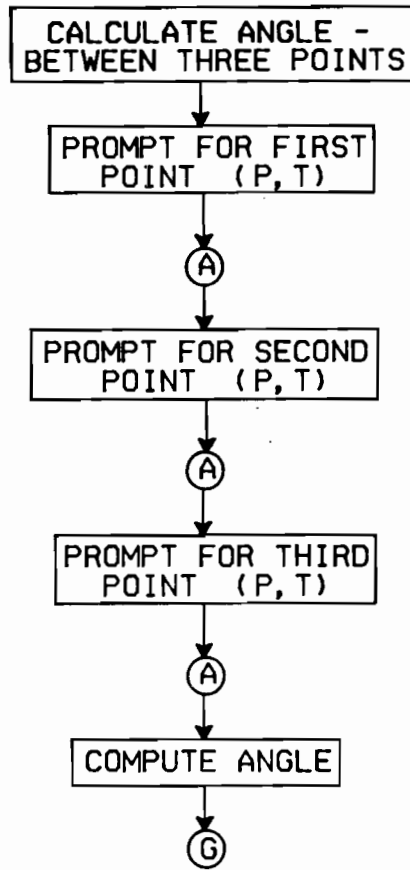 CALCULATE ANGLE -
BETWEEN THREE POINTS
PROMPT FOR FIRST
POINT (P,T)
A
PROMPT FOR SECOND
POINT (P,T)
A
PROMPT FOR THIRD
POINT (P,T)
A
COMPUTE ANGLE
G